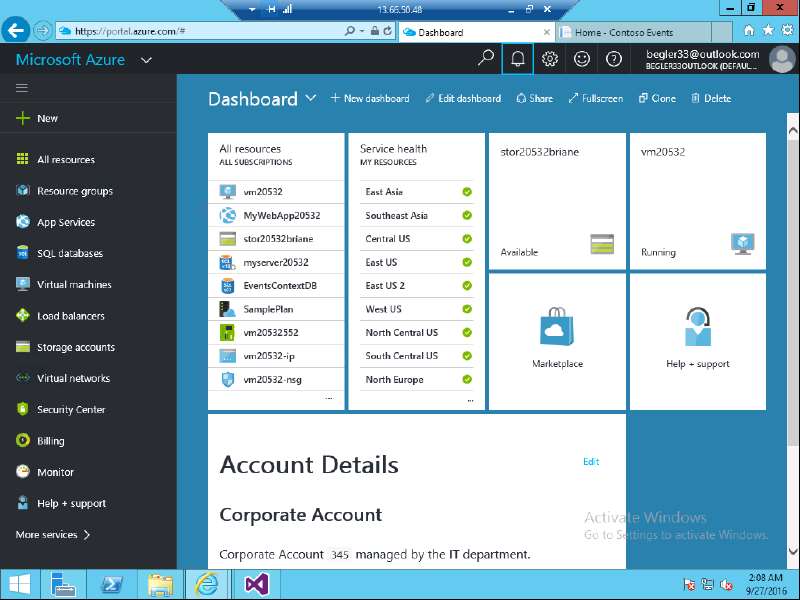 13.66.50.48
https://portal.azure.com/#
Dashboard
Home - Contoso Events
Microsoft Azure
begler33@outlook.com
BEGLER33OUTLOOK (DEFAUL...
New
All resources
Resource groups
App Services
SQL databases
Virtual machines
Load balancers
Storage accounts
Virtual networks
Security Center
Billing
Monitor
Help + support
More services
Dashboard
New dashboard
Edit dashboard
Share
Fullscreen
Clone
Delete
All resources
ALL SUBSCRIPTIONS
vm20532
MyWebApp20532
stor20532briane
myserver20532
EventsContextDB
SamplePlan
vm20532552
vm20532-ip
vm20532-nsg
...
Service health
MY RESOURCES
East Asia
Southeast Asia
Central US
East US
East US 2
West US
North Central US
South Central US
North Europe
...
stor20532briane
Available
vm20532
Running
Marketplace
Help + support
Account Details
Edit
Corporate Account
Corporate Account 345 managed by the IT department.
Activate Windows
Go to Settings to activate Windows.
2:08 AM
9/27/2016